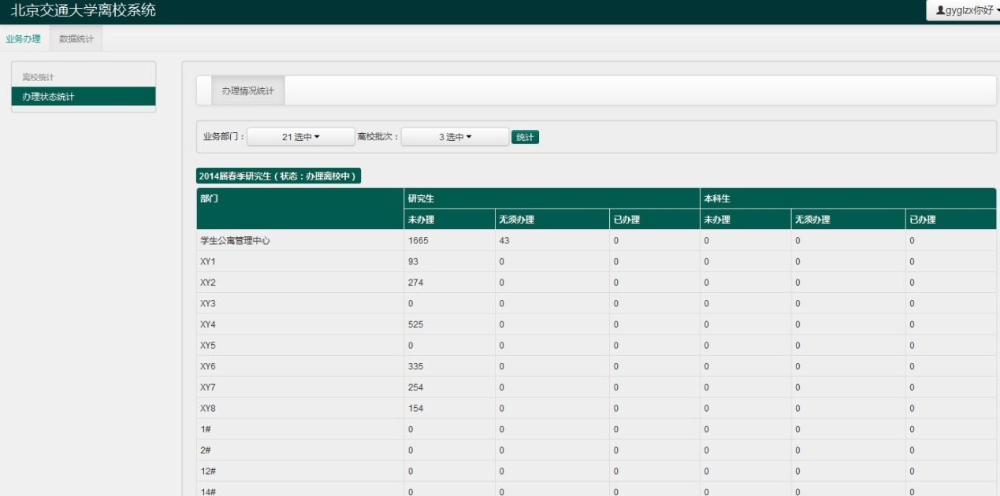 北京交通大学离校系统
gyglzx你好
业务办理 数据统计
离校统计
办理状态统计
办理情况统计
业务部门： 21 选中 离校批次： 3 选中 统计
2014届春季研究生（状态：办理离校中）
部门 研究生 本科生
未办理 无须办理 已办理 未办理 无须办理 已办理
学生公寓管理中心 1665 43 0 0 0 0
XY1 93 0 0 0 0 0
XY2 274 0 0 0 0 0
XY3 0 0 0 0 0 0
XY4 525 0 0 0 0 0
XY5 0 0 0 0 0 0
XY6 335 0 0 0 0 0
XY7 254 0 0 0 0 0
XY8 154 0 0 0 0 0
1# 0 0 0 0 0 0
2# 0 0 0 0 0 0
12# 0 0 0 0 0 0
14# 0 0 0 0 0 0